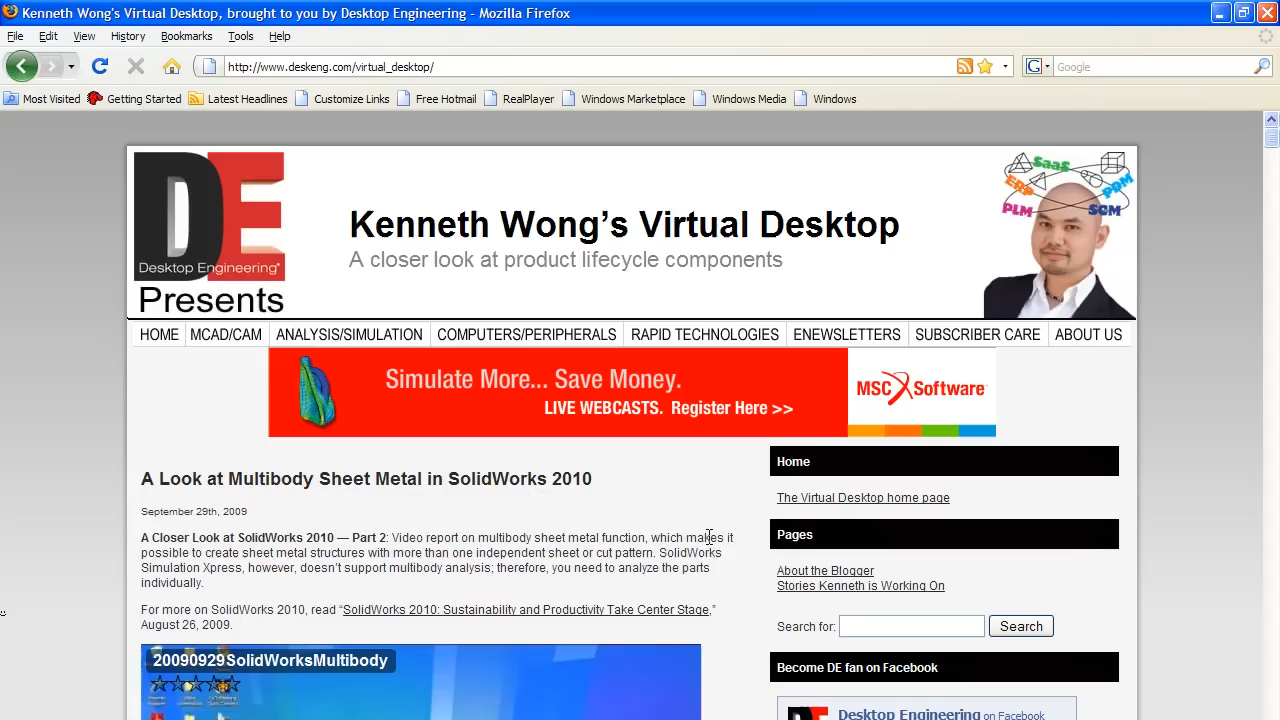 Kenneth Wong's Virtual Desktop, brought to you by Desktop Engineering - Mozilla Firefox
File Edit View History Bookmarks Tools Help
http://www.deskeng.com/virtual_desktop/
G Google
Most Visited Getting Started Latest Headlines Customize Links Free Hotmail RealPlayer Windows Marketplace Windows Media Windows
DE
Desktop Engineering®
Presents
Kenneth Wong's Virtual Desktop
A closer look at product lifecycle components
SaaS
ERP
PDM
PLM
SCM
HOME MCAD/CAM ANALYSIS/SIMULATION COMPUTERS/PERIPHERALS RAPID TECHNOLOGIES ENEWSLETTERS SUBSCRIBER CARE ABOUT US
Simulate More... Save Money.
LIVE WEBCASTS. Register Here >>
MSC Software
A Look at Multibody Sheet Metal in SolidWorks 2010
September 29th, 2009
A Closer Look at SolidWorks 2010 — Part 2: Video report on multibody sheet metal function, which makes it
possible to create sheet metal structures with more than one independent sheet or cut pattern. SolidWorks
Simulation Xpress, however, doesn't support multibody analysis; therefore, you need to analyze the parts
individually.
For more on SolidWorks 2010, read “SolidWorks 2010: Sustainability and Productivity Take Center Stage.”
August 26, 2009.
20090929SolidWorksMultibody
Home
The Virtual Desktop home page
Pages
About the Blogger
Stories Kenneth is Working On
Search for: Search
Become DE fan on Facebook
Desktop Engineering on Facebook